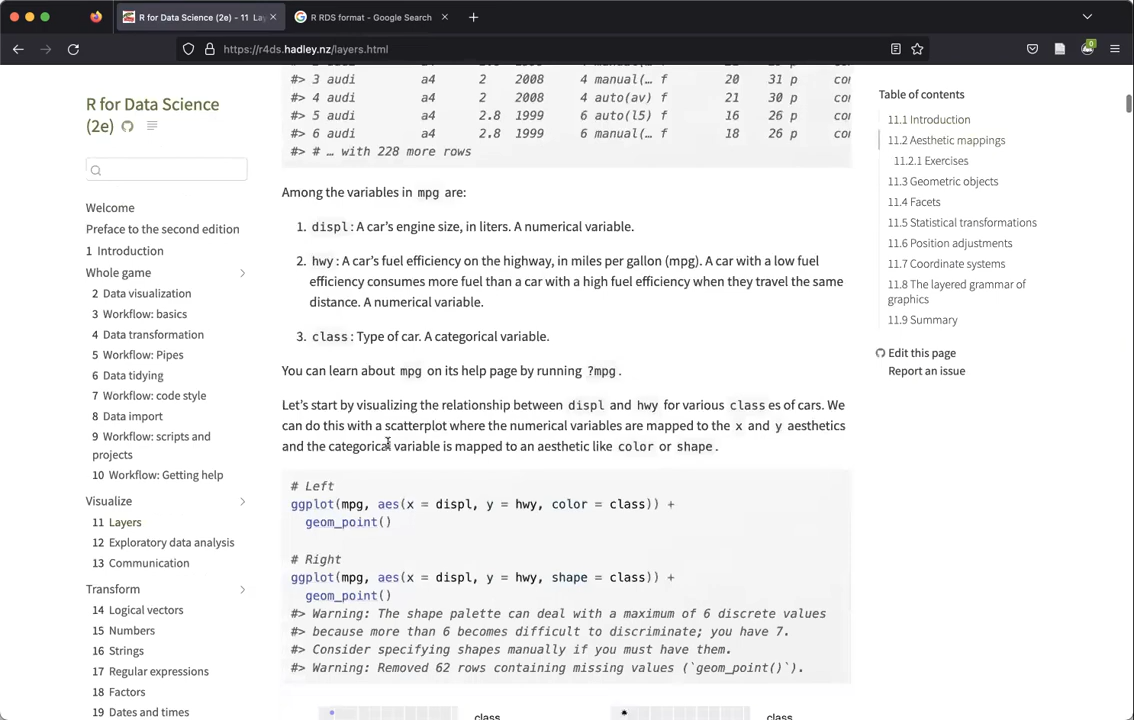 R for Data Science (2e) – 11 La
R RDS format - Google Search
https://r4ds.hadley.nz/layers.html
0
R for Data Science
(2e)
Welcome
Preface to the second edition
1 Introduction
Whole game
2 Data visualization
3 Workflow: basics
4 Data transformation
5 Workflow: Pipes
6 Data tidying
7 Workflow: code style
8 Data import
9 Workflow: scripts and
projects
10 Workflow: Getting help
Visualize
11 Layers
12 Exploratory data analysis
13 Communication
Transform
14 Logical vectors
15 Numbers
16 Strings
17 Regular expressions
18 Factors
19 Dates and times
#> 3 audi a4 2 2008 4 manual(… f 20 31 p cor
#> 4 audi a4 2 2008 4 auto(av) f 21 30 p cor
#> 5 audi a4 2.8 1999 6 auto(l5) f 16 26 p cor
#> 6 audi a4 2.8 1999 6 manual(… f 18 26 p cor
#> # … with 228 more rows
Among the variables in mpg are:
1. displ: A car’s engine size, in liters. A numerical variable.
2. hwy: A car’s fuel efficiency on the highway, in miles per gallon (mpg). A car with a low fuel
efficiency consumes more fuel than a car with a high fuel efficiency when they travel the same
distance. A numerical variable.
3. class: Type of car. A categorical variable.
You can learn about mpg on its help page by running ?mpg.
Let’s start by visualizing the relationship between displ and hwy for various class es of cars. We
can do this with a scatterplot where the numerical variables are mapped to the x and y aesthetics
and the categorical variable is mapped to an aesthetic like color or shape.
# Left
ggplot(mpg, aes(x = displ, y = hwy, color = class)) +
geom_point()
# Right
ggplot(mpg, aes(x = displ, y = hwy, shape = class)) +
geom_point()
#> Warning: The shape palette can deal with a maximum of 6 discrete values
#> because more than 6 becomes difficult to discriminate; you have 7.
#> Consider specifying shapes manually if you must have them.
#> Warning: Removed 62 rows containing missing values (`geom_point()`).
class
class
Table of contents
11.1 Introduction
11.2 Aesthetic mappings
11.2.1 Exercises
11.3 Geometric objects
11.4 Facets
11.5 Statistical transformations
11.6 Position adjustments
11.7 Coordinate systems
11.8 The layered grammar of
graphics
11.9 Summary
Edit this page
Report an issue